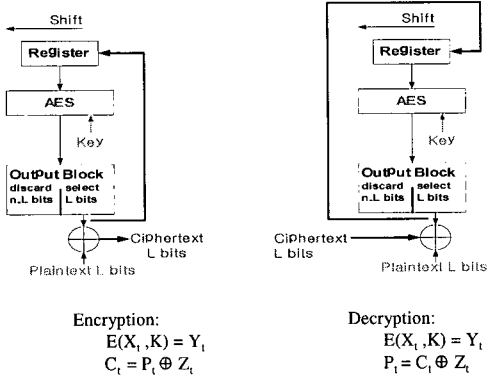 Shift
Register
AES
Key
Output Block
discard select
n.L bits L bits
Ciphertext
L bits
Plaintext L bits
Encryption:
E(Xt ,K) = Yt
Ct = Pt ⊕ Zt
Shift
Register
AES
Key
Output Block
discard select
n.L bits L bits
Ciphertext
L bits
Plaintext L bits
Decryption:
E(Xt ,K) = Yt
Pt = Ct ⊕ Zt